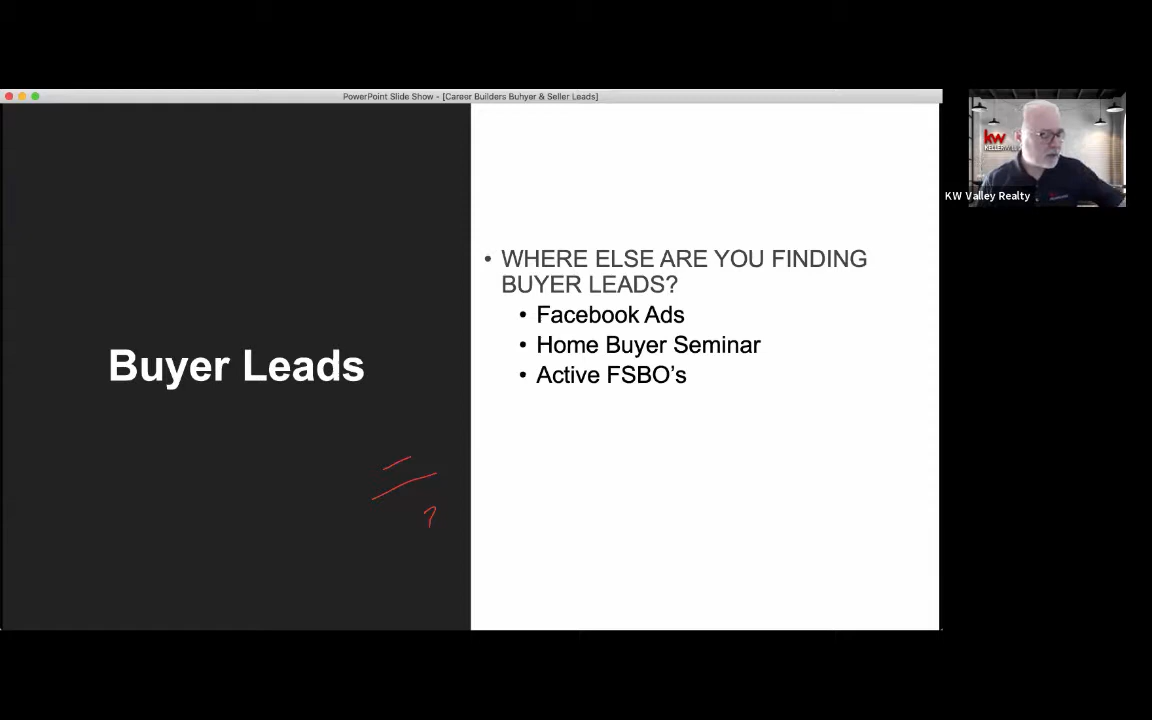 PowerPoint Slide Show - [Career Builders Buhyer & Seller Leads]
Buyer Leads
• WHERE ELSE ARE YOU FINDING
BUYER LEADS?
• Facebook Ads
• Home Buyer Seminar
• Active FSBO's
?
kw
KW Valley Realty